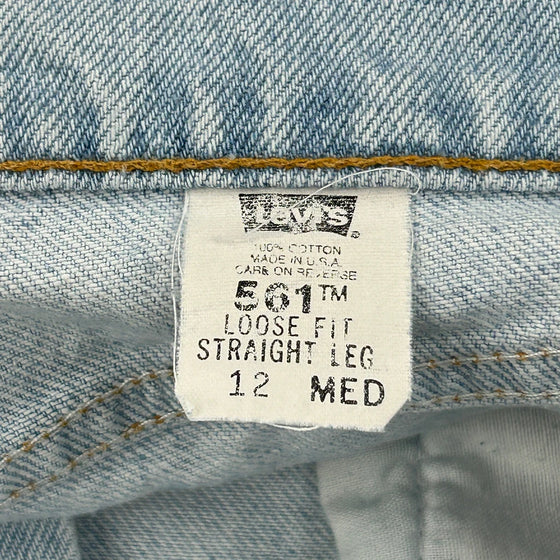 Levi's ®
100% COTTON
MADE IN U.S.A.
CARE ON REVERSE
561™
LOOSE FIT
STRAIGHT LEG
12 MED